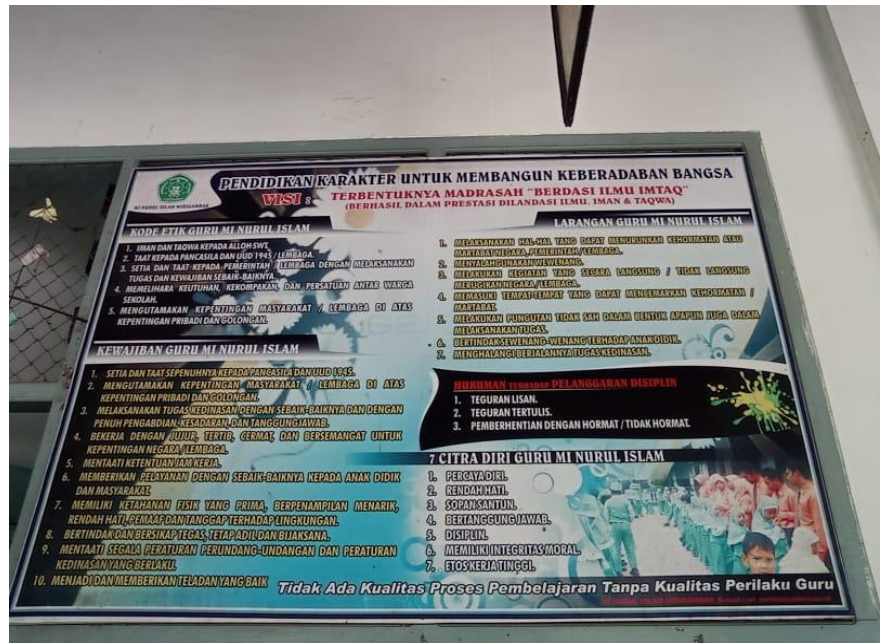 PENDIDIKAN KARAKTER UNTUK MEMBANGUN KEBERADABAN BANGSA
VISI : TERBENTUKNYA MADRASAH "BERDASI ILMU IMTAQ"
(BERHASIL DALAM PRESTASI DILANDASI ILMU, IMAN & TAQWA)
KODE ETIK GURU MI NURUL ISLAM
1. IMAN DAN TAQWA KEPADA ALLOH SWT.
2. TAAT KEPADA PANCASILA DAN UUD 1945 / LEMBAGA.
3. SETIA DAN TAAT KEPADA PEMERINTAH / LEMBAGA DENGAN MELAKSANAKAN
TUGAS DAN KEWAJIBAN SEBAIK-BAIKNYA.
4. MEMELIHARA KEUTUHAN, KEKOMPAKAN, DAN PERSATUAN ANTAR WARGA
SEKOLAH.
5. MENGUTAMAKAN KEPENTINGAN MASYARAKAT / LEMBAGA DI ATAS
KEPENTINGAN PRIBADI DAN GOLONGAN.
KEWAJIBAN GURU MI NURUL ISLAM
1. SETIA DAN TAAT SEPENUHNYA KEPADA PANCASILA DAN UUD 1945.
2. MENGUTAMAKAN KEPENTINGAN MASYARAKAT / LEMBAGA DI ATAS
KEPENTINGAN PRIBADI DAN GOLONGAN.
3. MELAKSANAKAN TUGAS KEDINASAN DENGAN SEBAIK-BAIKNYA DAN DENGAN
PENUH PENGABDIAN, KESADARAN, DAN TANGGUNGJAWAB.
4. BEKERJA DENGAN JUJUR, TERTIB, CERMAT, DAN BERSEMANGAT UNTUK
KEPENTINGAN NEGARA / LEMBAGA.
5. MENTAATI KETENTUAN JAM KERJA.
6. MEMBERIKAN PELAYANAN DENGAN SEBAIK-BAIKNYA KEPADA ANAK DIDIK
DAN MASYARAKAT.
7. MEMILIKI KETAHANAN FISIK YANG PRIMA, BERPENAMPILAN MENARIK,
RENDAH HATI, PEMAAF DAN TANGGAP TERHADAP LINGKUNGAN.
8. BERTINDAK DAN BERSIKAP TEGAS, TETAP ADIL DAN BIJAKSANA.
9. MENTAATI SEGALA PERATURAN PERUNDANG-UNDANGAN DAN PERATURAN
KEDINASAN YANG BERLAKU.
10. MENJADI DAN MEMBERIKAN TELADAN YANG BAIK
LARANGAN GURU MI NURUL ISLAM
1. MELAKSANAKAN HAL-HAL YANG DAPAT MENURUNKAN KEHORMATAN ATAU
MARTABAT NEGARA, PEMERINTAH / LEMBAGA.
2. MENYALAHGUNAKAN WEWENANG.
3. MELAKUKAN KEGIATAN YANG SECARA LANGSUNG / TIDAK LANGSUNG
MERUGIKAN NEGARA / LEMBAGA.
4. MEMASUKI TEMPAT-TEMPAT YANG DAPAT MENCEMARKAN KEHORMATAN /
MARTABAT.
5. MELAKUKAN PUNGUTAN TIDAK SAH DALAM BENTUK APAPUN JUGA DALAM
MELAKSANAKAN TUGAS.
6. BERTINDAK SEWENANG-WENANG TERHADAP ANAK DIDIK.
7. MENGHALANGI BERJALANNYA TUGAS KEDINASAN.
HUKUMAN TERHADAP PELANGGARAN DISIPLIN
1. TEGURAN LISAN.
2. TEGURAN TERTULIS.
3. PEMBERHENTIAN DENGAN HORMAT / TIDAK HORMAT.
7 CITRA DIRI GURU MI NURUL ISLAM
1. PERCAYA DIRI.
2. RENDAH HATI.
3. SOPAN SANTUN.
4. BERTANGGUNG JAWAB.
5. DISIPLIN.
6. MEMILIKI INTEGRITAS MORAL.
7. ETOS KERJA TINGGI.
Tidak Ada Kualitas Proses Pembelajaran Tanpa Kualitas Perilaku Guru